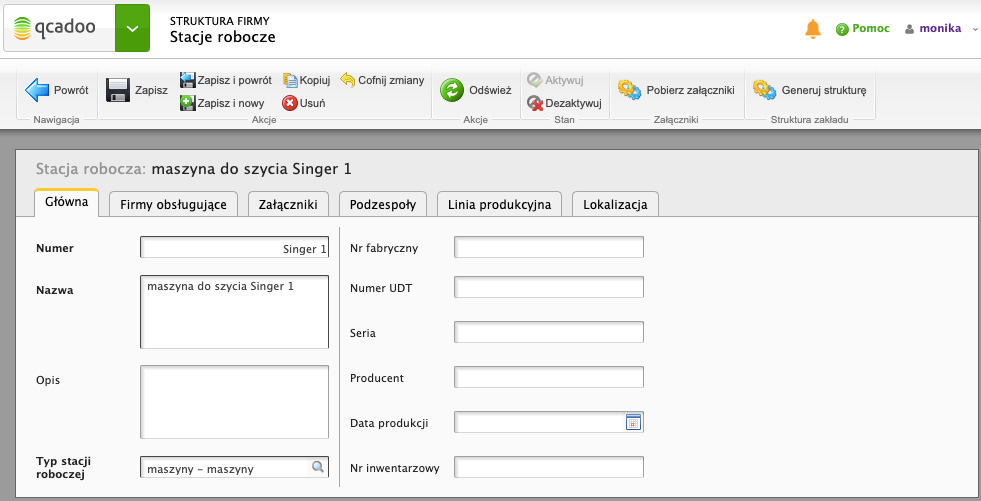 qcadoo
STRUKTURA FIRMY
Stacje robocze
Pomoc
monika
Powrót
Nawigacja
Zapisz
Zapisz i powrót
Kopiuj
Cofnij zmiany
Zapisz i nowy
Usuń
Akcje
Odśwież
Akcje
Aktywuj
Dezaktywuj
Stan
Pobierz załączniki
Załączniki
Generuj strukturę
Struktura zakładu
Stacja robocza: maszyna do szycia Singer 1
Główna
Firmy obsługujące
Załączniki
Podzespoły
Linia produkcyjna
Lokalizacja
Numer
Singer 1
Nazwa
maszyna do szycia Singer 1
Opis
Typ stacji
roboczej
maszyny - maszyny
Nr fabryczny
Numer UDT
Seria
Producent
Data produkcji
Nr inwentarzowy